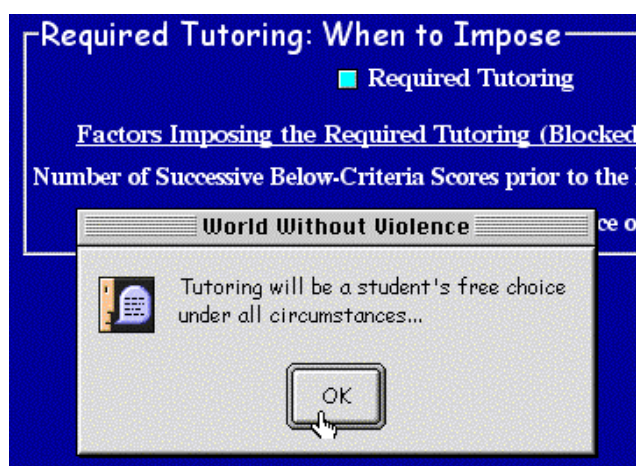 Required Tutoring: When to Impose
Required Tutoring
Factors Imposing the Required Tutoring (Blocked
Number of Successive Below-Criteria Scores prior to the
World Without Violence
Tutoring will be a student's free choice
under all circumstances...
OK